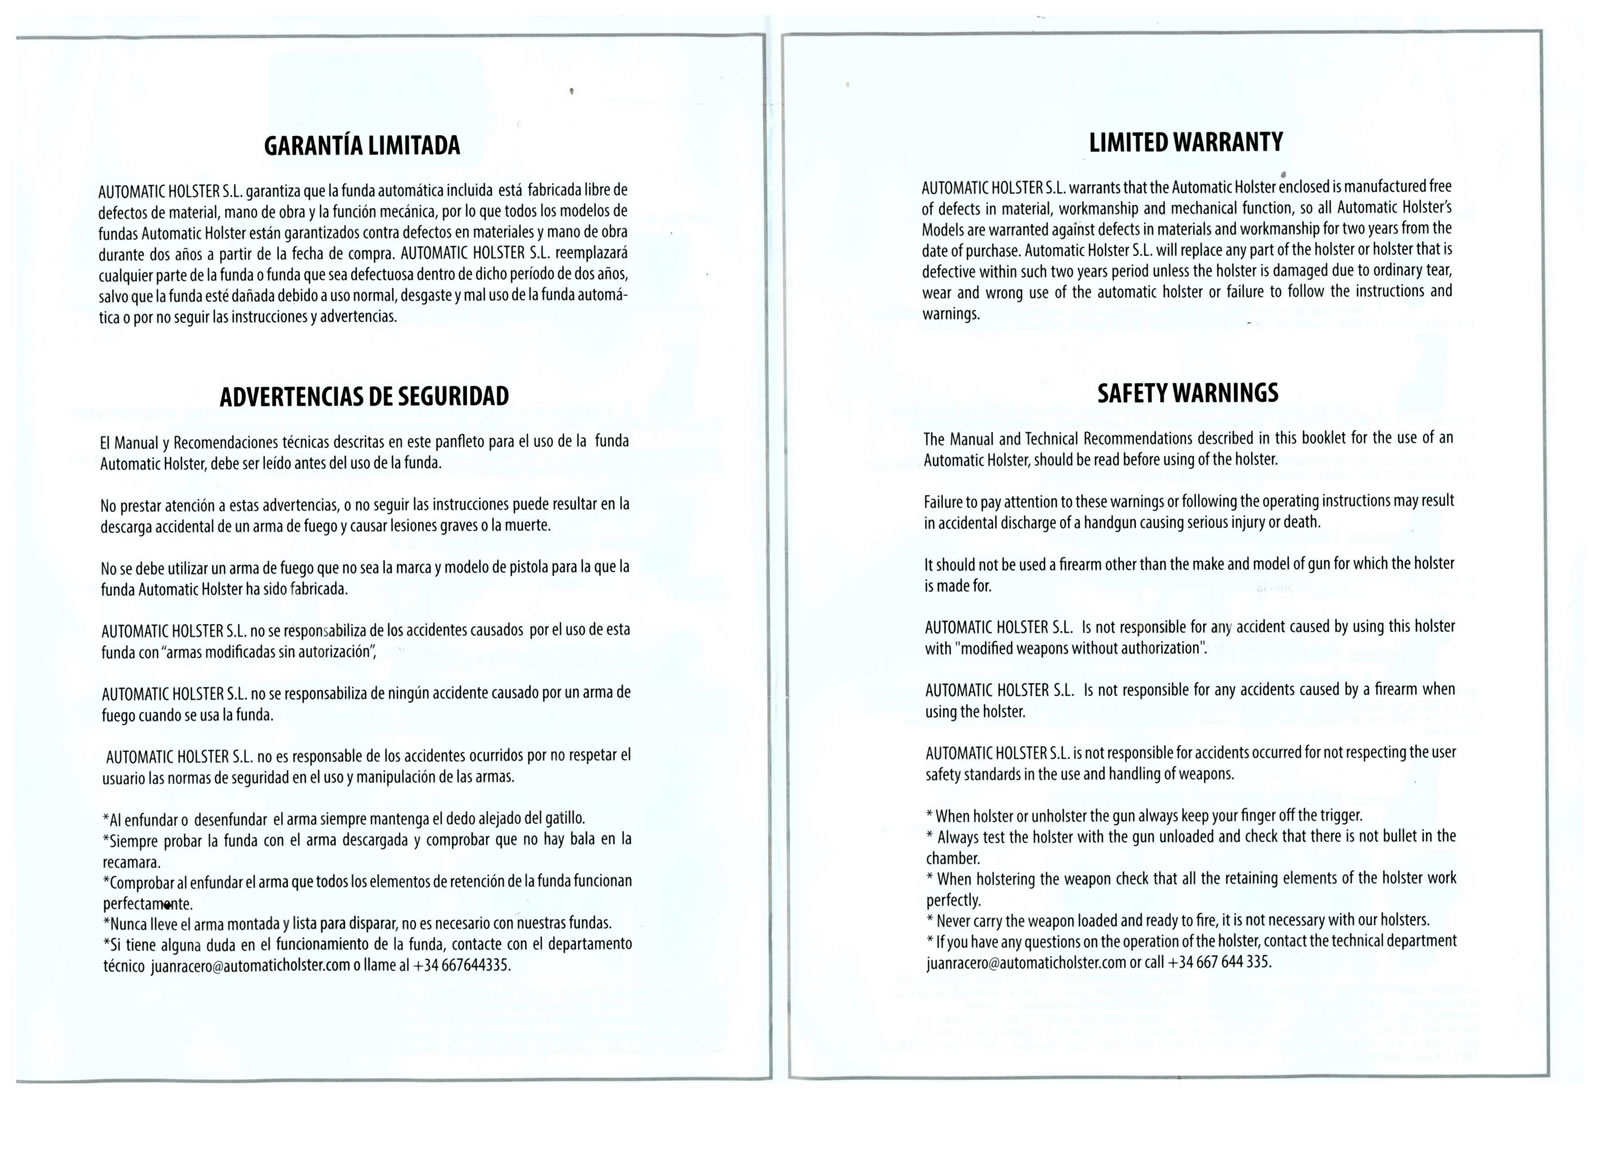 GARANTÍA LIMITADA
AUTOMATIC HOLSTER S.L. garantiza que la funda automática incluida está fabricada libre de
defectos de material, mano de obra y la función mecánica, por lo que todos los modelos de
fundas Automatic Holster están garantizados contra defectos en materiales y mano de obra
durante dos años a partir de la fecha de compra. AUTOMATIC HOLSTER S.L. reemplazará
cualquier parte de la funda o funda que sea defectuosa dentro de dicho período de dos años,
salvo que la funda esté dañada debido a uso normal, desgaste y mal uso de la funda automá-
tica o por no seguir las instrucciones y advertencias.
ADVERTENCIAS DE SEGURIDAD
El Manual y Recomendaciones técnicas descritas en este panfleto para el uso de la funda
Automatic Holster, debe ser leído antes del uso de la funda.
No prestar atención a estas advertencias, o no seguir las instrucciones puede resultar en la
descarga accidental de un arma de fuego y causar lesiones graves o la muerte.
No se debe utilizar un arma de fuego que no sea la marca y modelo de pistola para la que la
funda Automatic Holster ha sido fabricada.
AUTOMATIC HOLSTER S.L. no se responsabiliza de los accidentes causados por el uso de esta
funda con "armas modificadas sin autorización",
AUTOMATIC HOLSTER S.L. no se responsabiliza de ningún accidente causado por un arma de
fuego cuando se usa la funda.
AUTOMATIC HOLSTER S.L. no es responsable de los accidentes ocurridos por no respetar el
usuario las normas de seguridad en el uso y manipulación de las armas.
*Al enfundar o desenfundar el arma siempre mantenga el dedo alejado del gatillo.
*Siempre probar la funda con el arma descargada y comprobar que no hay bala en la
recamara.
*Comprobar al enfundar el arma que todos los elementos de retención de la funda funcionan
perfectamente.
*Nunca lleve el arma montada y lista para disparar, no es necesario con nuestras fundas.
*Si tiene alguna duda en el funcionamiento de la funda, contacte con el departamento
técnico juanracero@automaticholster.com o llame al +34 667644335.
LIMITED WARRANTY
AUTOMATIC HOLSTER S.L. warrants that the Automatic Holster enclosed is manufactured free
of defects in material, workmanship and mechanical function, so all Automatic Holster's
Models are warranted against defects in materials and workmanship for two years from the
date of purchase. Automatic Holster S.L. will replace any part of the holster or holster that is
defective within such two years period unless the holster is damaged due to ordinary tear,
wear and wrong use of the automatic holster or failure to follow the instructions and
warnings.
SAFETY WARNINGS
The Manual and Technical Recommendations described in this booklet for the use of an
Automatic Holster, should be read before using of the holster.
Failure to pay attention to these warnings or following the operating instructions may result
in accidental discharge of a handgun causing serious injury or death.
It should not be used a firearm other than the make and model of gun for which the holster
is made for.
AUTOMATIC HOLSTER S.L. Is not responsible for any accident caused by using this holster
with "modified weapons without authorization".
AUTOMATIC HOLSTER S.L. Is not responsible for any accidents caused by a firearm when
using the holster.
AUTOMATIC HOLSTER S.L. is not responsible for accidents occurred for not respecting the user
safety standards in the use and handling of weapons.
* When holster or unholster the gun always keep your finger off the trigger.
* Always test the holster with the gun unloaded and check that there is not bullet in the
chamber.
* When holstering the weapon check that all the retaining elements of the holster work
perfectly.
* Never carry the weapon loaded and ready to fire, it is not necessary with our holsters.
* If you have any questions on the operation of the holster, contact the technical department
juanracero@automaticholster.com or call +34 667 644 335.